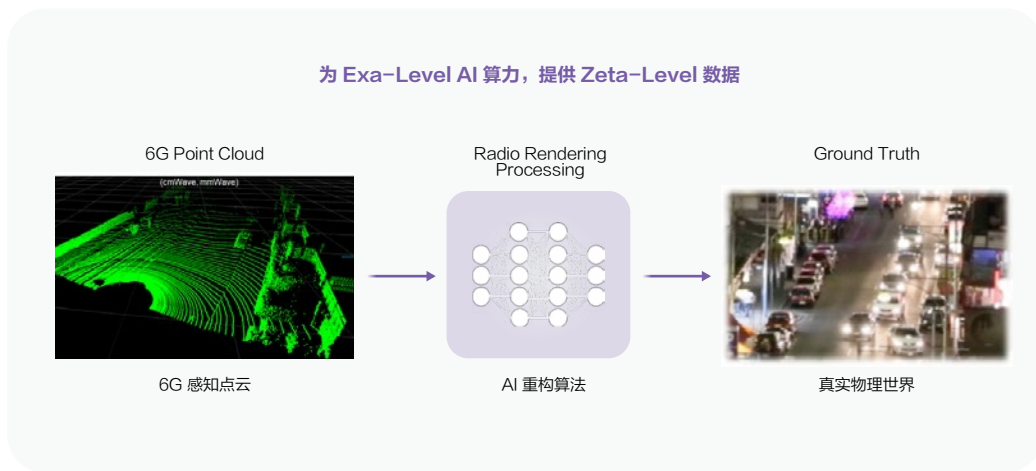 为 Exa-Level AI 算力，提供 Zeta-Level 数据
6G Point Cloud
(cmWave, mmWave)
6G 感知点云
Radio Rendering
Processing
AI 重构算法
Ground Truth
真实物理世界